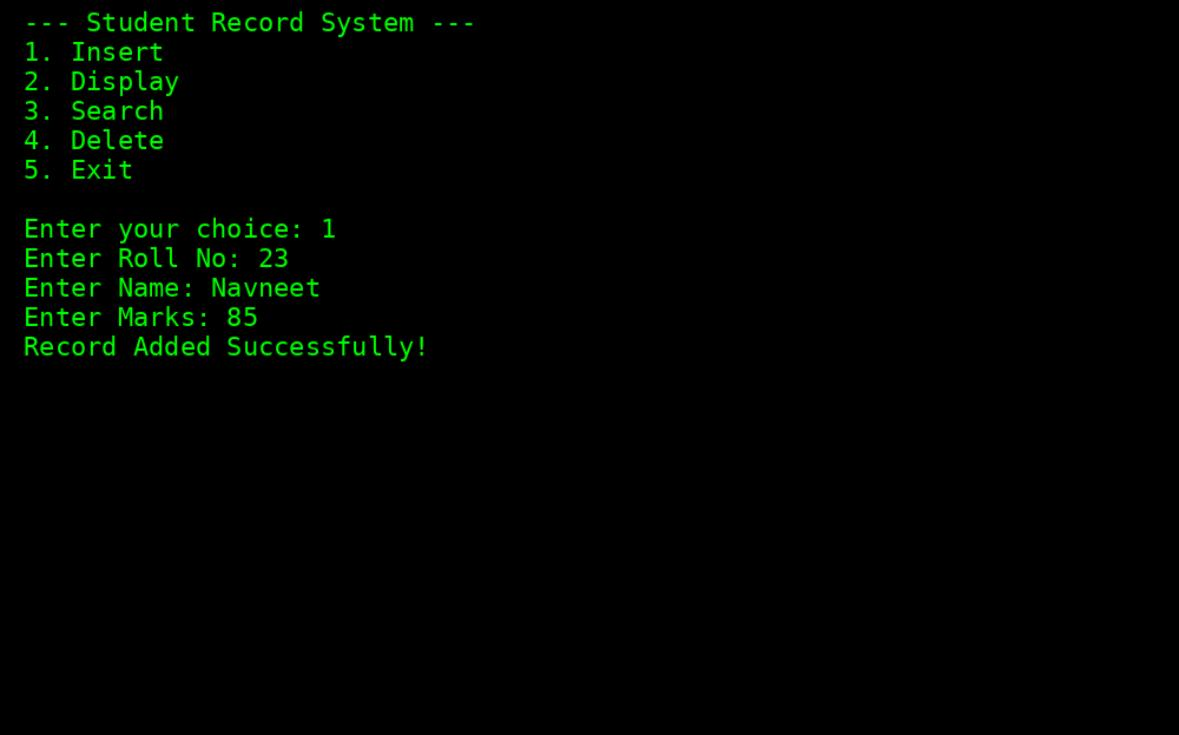 --- Student Record System ---
1. Insert
2. Display
3. Search
4. Delete
5. Exit
Enter your choice: 1
Enter Roll No: 23
Enter Name: Navneet
Enter Marks: 85
Record Added Successfully!